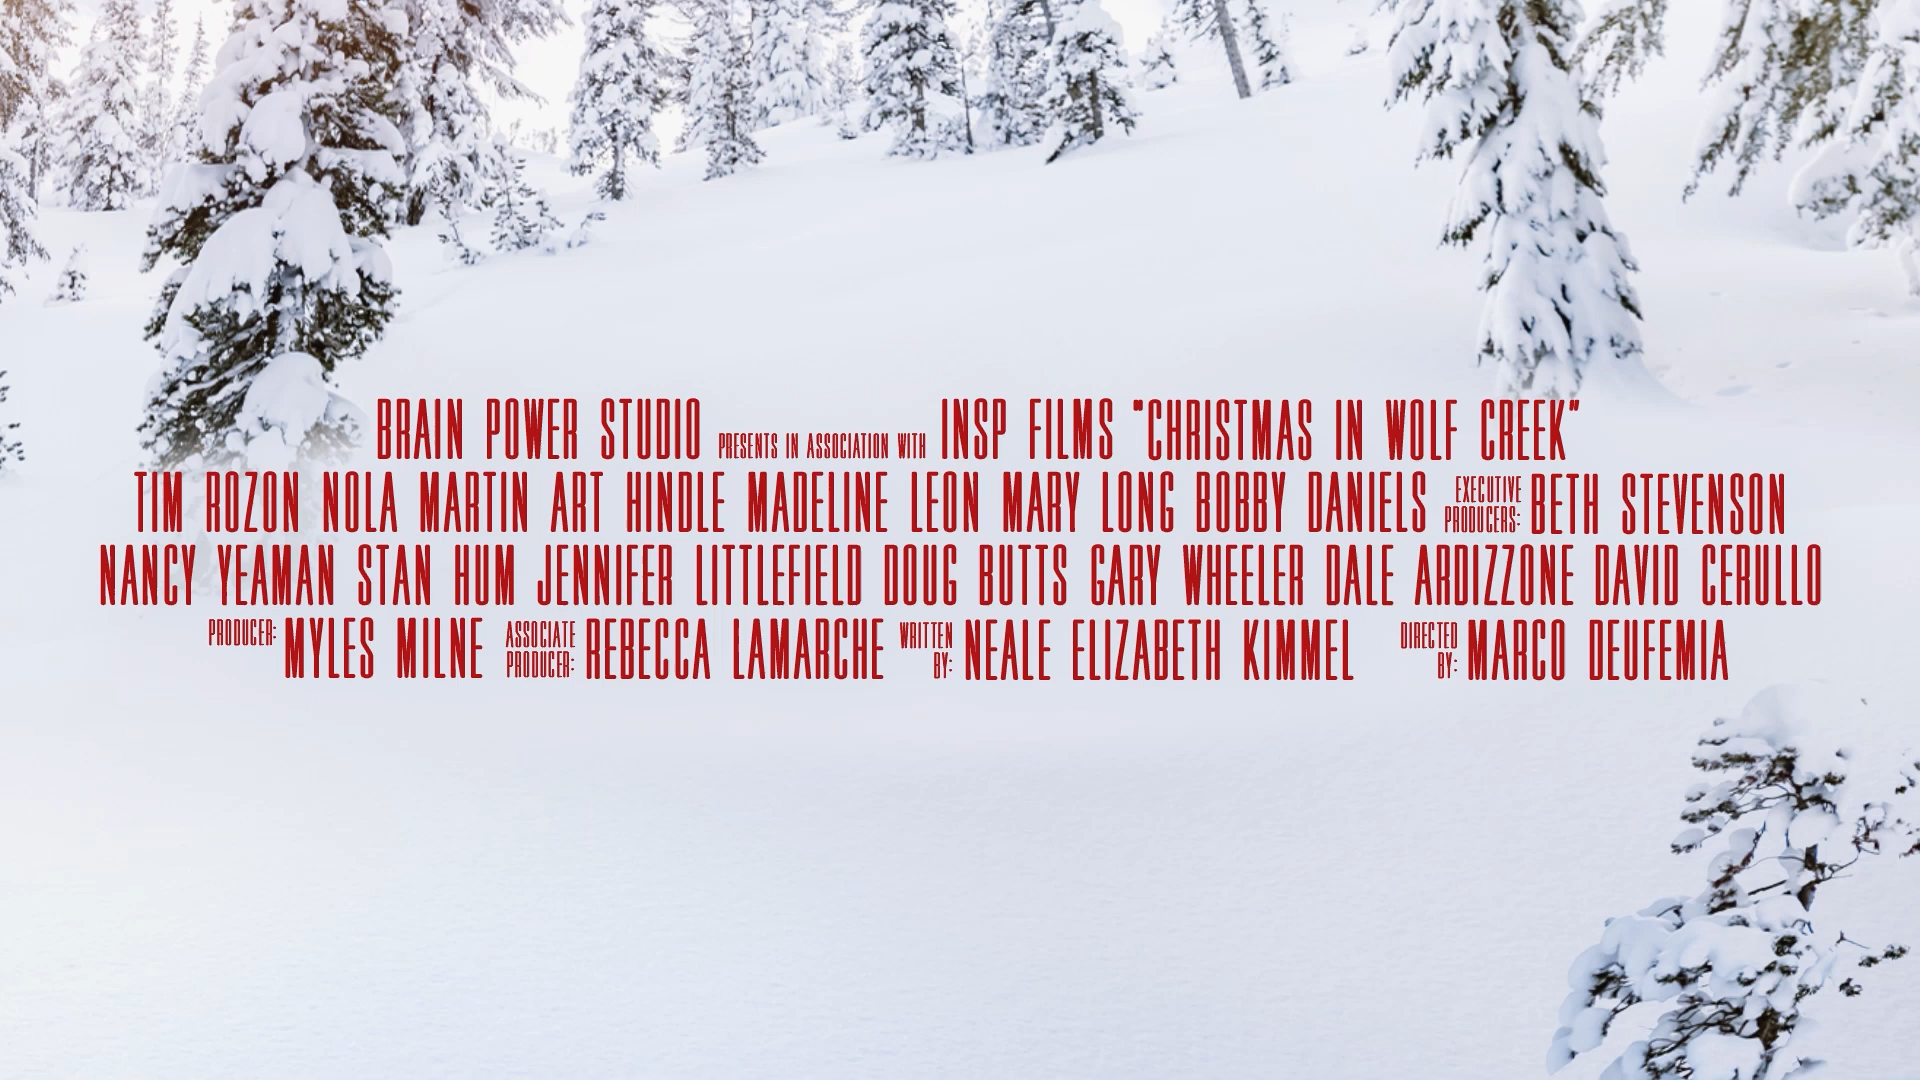 BRAIN POWER STUDIO PRESENTS IN ASSOCIATION WITH INSP FILMS "CHRISTMAS IN WOLF CREEK"
TIM ROZON NOLA MARTIN ART HINDLE MADELINE LEON MARY LONG BOBBY DANIELS EXECUTIVE PRODUCERS: BETH STEVENSON
NANCY YEAMAN STAN HUM JENNIFER LITTLEFIELD DOUG BUTTS GARY WHEELER DALE ARDIZZONE DAVID CERULLO
PRODUCER: MYLES MILNE ASSOCIATE PRODUCER: REBECCA LAMARCHE WRITTEN BY: NEALE ELIZABETH KIMMEL DIRECTED BY: MARCO DEUFEMIA